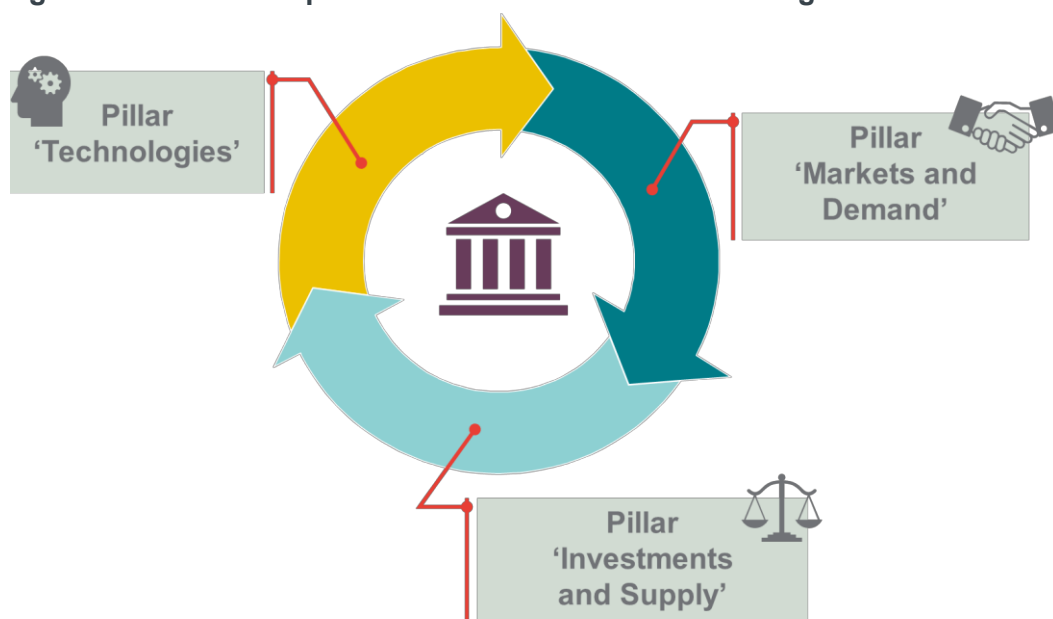 Pillar
‘Technologies’
Pillar
‘Markets and
Demand’
Pillar
‘Investments
and Supply’